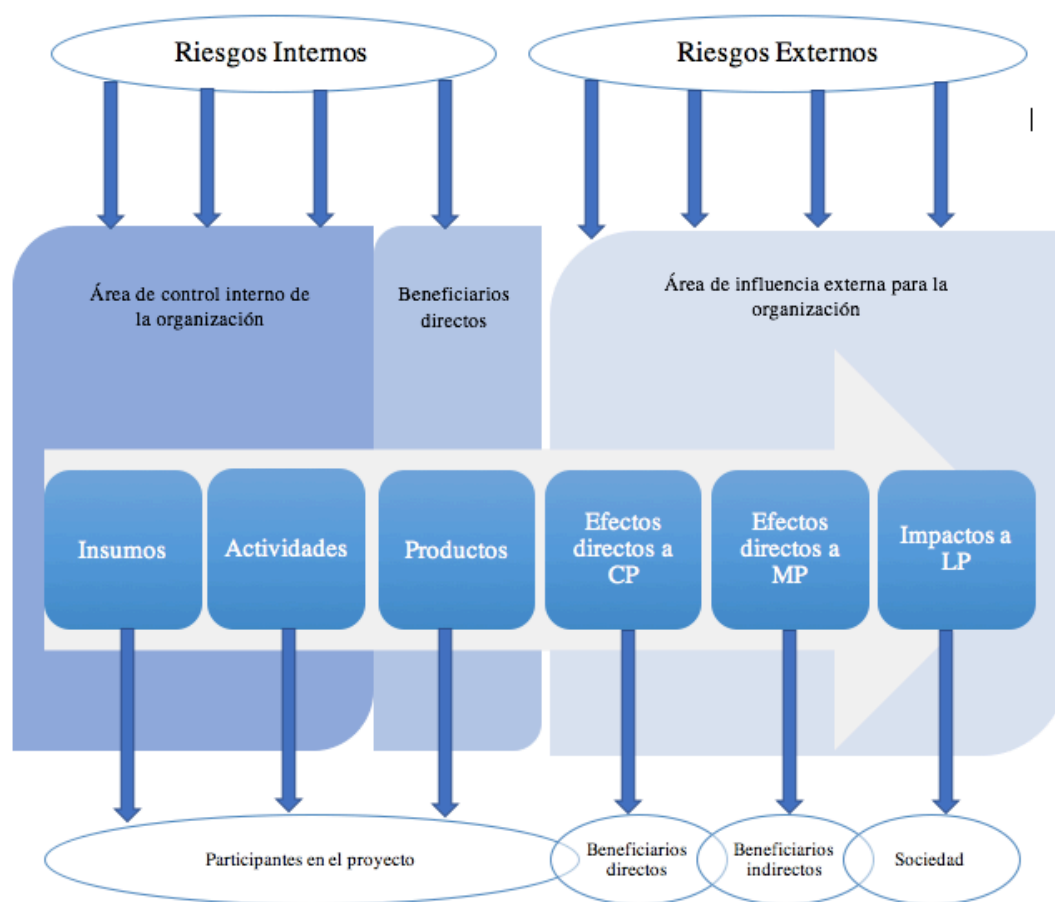 Riesgos Internos
Riesgos Externos
Área de control interno de
la organización
Beneficiarios
directos
Área de influencia externa para la
organización
Insumos
Actividades
Productos
Efectos
directos a
CP
Efectos
directos a
MP
Impactos a
LP
Participantes en el proyecto
Beneficiarios
directos
Beneficiarios
indirectos
Sociedad